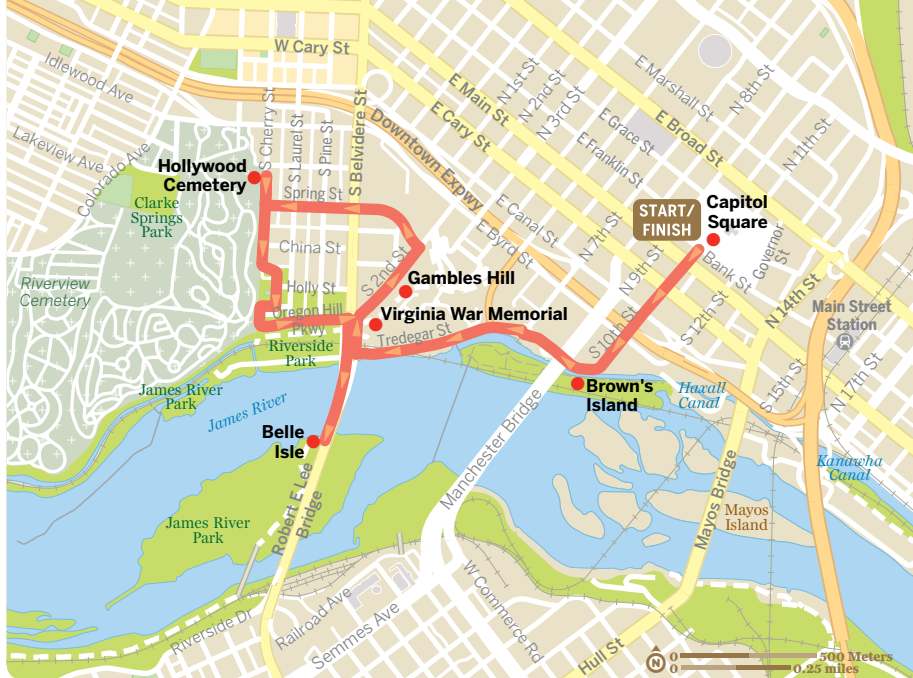 W Cary St
Idlewood Ave
Lakeview Ave
Colorado Ave
S Cherry St
S Laurel St
S Pine St
S Belvidere St
Downtown Expwy
E Main St
E Cary St
N 1st St
N 2nd St
N 3rd St
E Marshall St
E Grace St
E Franklin St
E Broad St
N 8th St
N 11th St
Hollywood
Cemetery
Clarke
Springs
Park
Spring St
China St
Holly St
Oregon Hill
Pkwy
S 2nd St
E Canal St
E Byrd St
N 7th St
N 9th St
START/
FINISH
Capitol
Square
Bank St
Governor
St
N 14th St
Main Street
Station
Riverview
Cemetery
Gambles Hill
Virginia War Memorial
Tredegar St
S 10th St
S 12th St
S 15th St
N 17th St
Riverside
Park
James River
Park
James River
Brown's
Island
Haxall
Canal
Kanawha
Canal
Belle
Isle
Manchester Bridge
Mayos Bridge
Mayos
Island
James River
Park
Robert E Lee
Bridge
Riverside Dr
Railroad Ave
Semmes Ave
W Commerce Rd
Hull St
N
0
500 Meters
0
0.25 miles